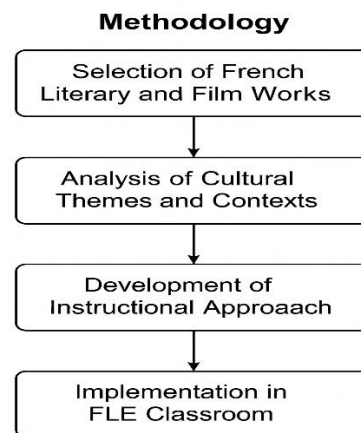 Methodology
Selection of French
Literary and Film Works
Analysis of Cultural
Themes and Contexts
Development of
Instructional Approaach
Implementation in
FLE Classroom